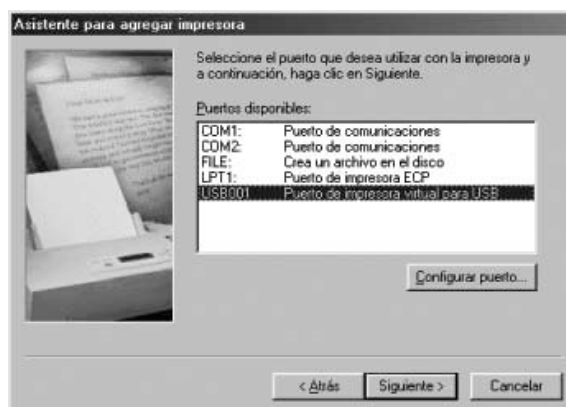 Asistente para agregar impresora
Seleccione el puerto que desea utilizar con la impresora y
a continuación, haga clic en Siguiente.
Puertos disponibles:
COM1: Puerto de comunicaciones
COM2: Puerto de comunicaciones
FILE: Crea un archivo en el disco
LPT1: Puerto de impresora ECP
USB001 Puerto de impresora virtual para USB
Configurar puerto...
< Atrás Siguiente > Cancelar